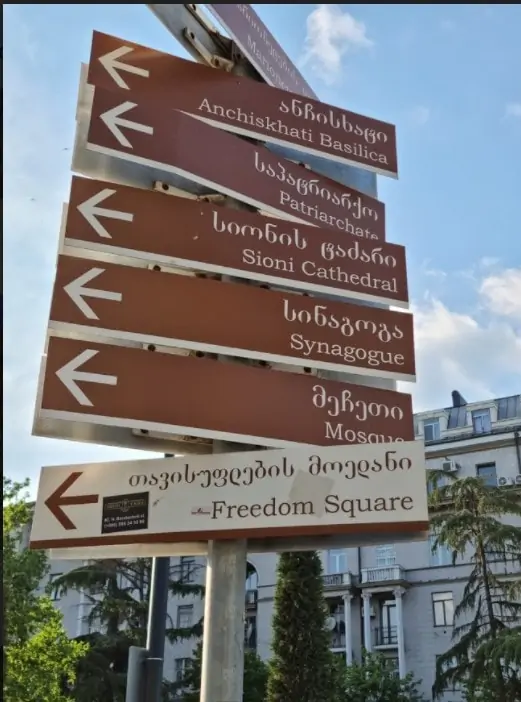 ანჩისხატი
Anchiskhati Basilica
საპატრიარქო
Patriarchate
სიონის ტაძარი
Sioni Cathedral
სინაგოგა
Synagogue
მეჩეთი
Mosque
თავისუფლების მოედანი
Freedom Square